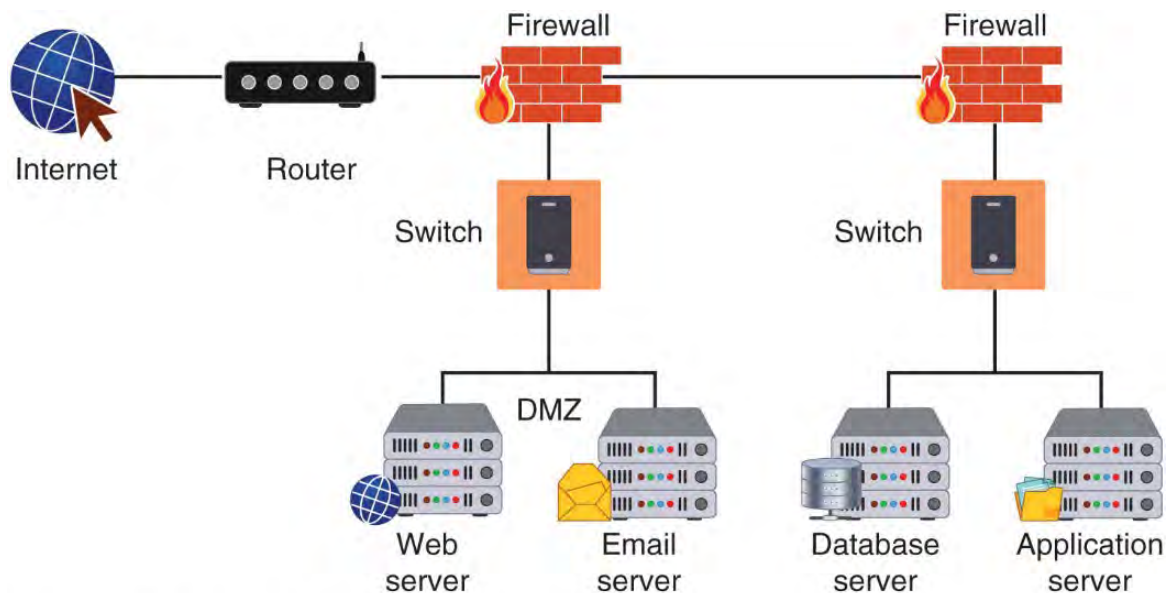 Firewall
Firewall
Internet
Router
Switch
Switch
DMZ
Web
server
Email
server
Database
server
Application
server